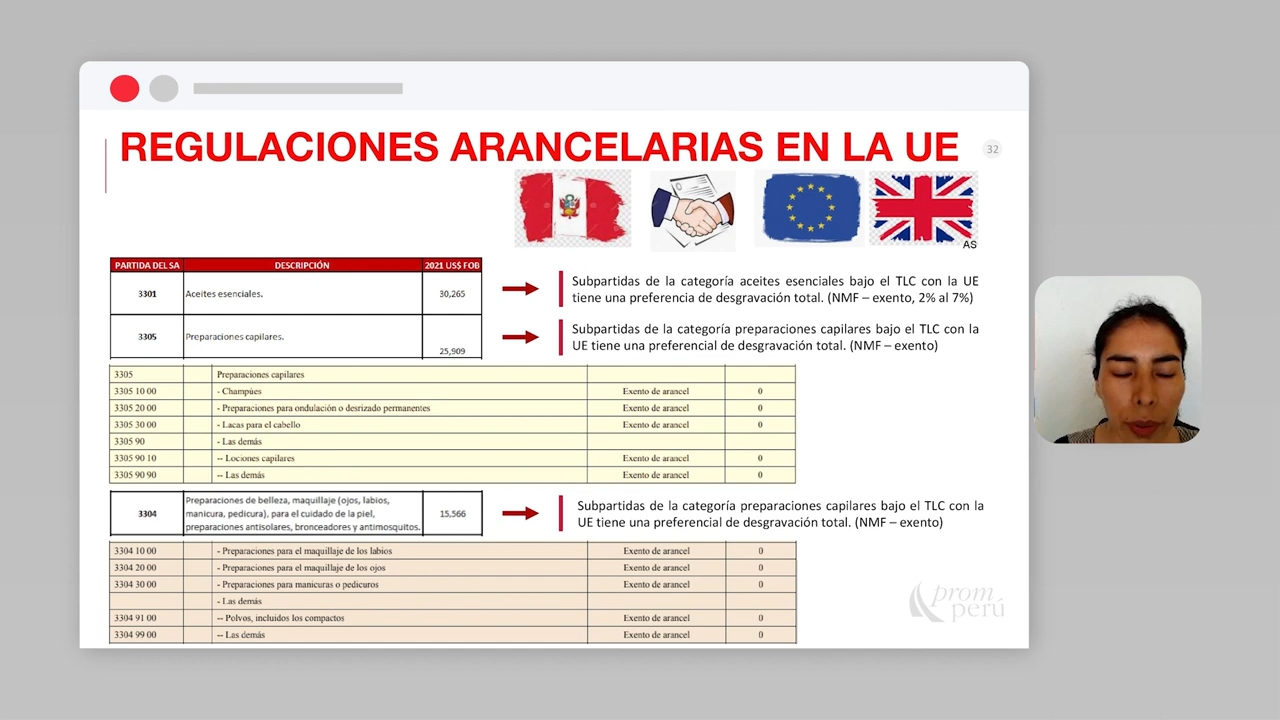 REGULACIONES ARANCELARIAS EN LA UE
32
AS
PARTIDA DEL SA DESCRIPCIÓN 2021 US$ FOB
3301 Aceites esenciales. 30,265
Subpartidas de la categoría aceites esenciales bajo el TLC con la UE
tiene una preferencia de desgravación total. (NMF – exento, 2% al 7%)
3305 Preparaciones capilares. 25,909
Subpartidas de la categoría preparaciones capilares bajo el TLC con la
UE tiene una preferencial de desgravación total. (NMF – exento)
3305 Preparaciones capilares
3305 10 00 - Champúes Exento de arancel 0
3305 20 00 - Preparaciones para ondulación o desrizado permanentes Exento de arancel 0
3305 30 00 - Lacas para el cabello Exento de arancel 0
3305 90 - Las demás
3305 90 10 -- Lociones capilares Exento de arancel 0
3305 90 90 -- Las demás Exento de arancel 0
3304 Preparaciones de belleza, maquillaje (ojos, labios,
manicura, pedicura), para el cuidado de la piel,
preparaciones antisolares, bronceadores y antimosquitos. 15,566
Subpartidas de la categoría preparaciones capilares bajo el TLC con la
UE tiene una preferencial de desgravación total. (NMF – exento)
3304 10 00 - Preparaciones para el maquillaje de los labios Exento de arancel 0
3304 20 00 - Preparaciones para el maquillaje de los ojos Exento de arancel 0
3304 30 00 - Preparaciones para manicuras o pedicuros Exento de arancel 0
- Las demás
3304 91 00 -- Polvos, incluidos los compactos Exento de arancel 0
3304 99 00 -- Las demás Exento de arancel 0
prom
perú